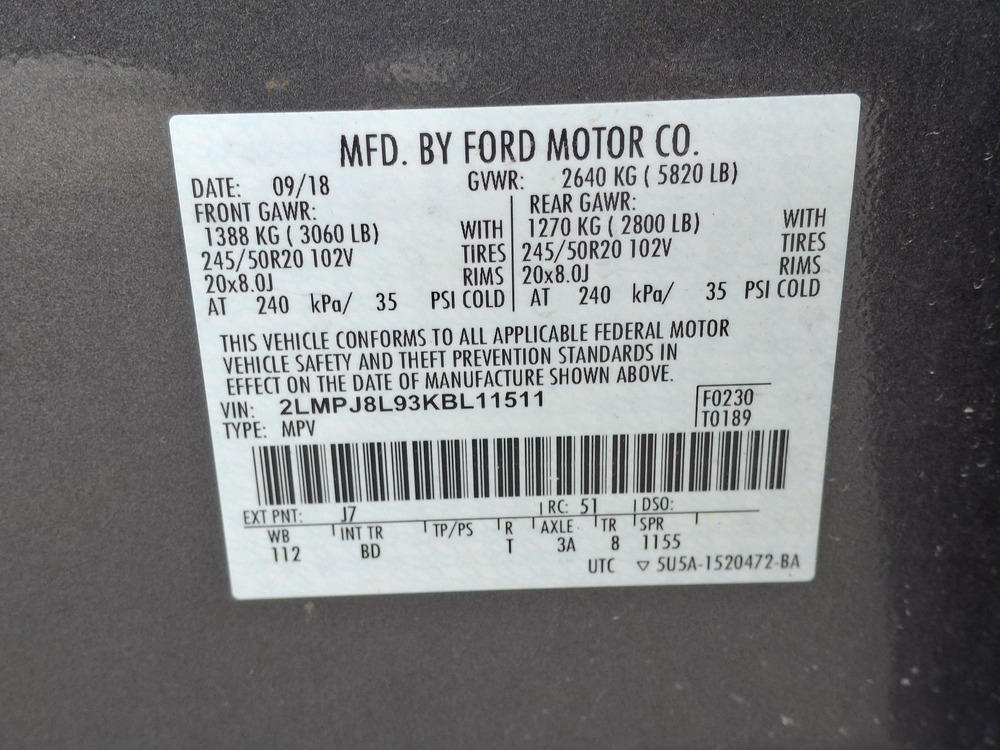 MFD. BY FORD MOTOR CO.
DATE: 09/18 GVWR: 2640 KG ( 5820 LB)
FRONT GAWR: REAR GAWR:
1388 KG ( 3060 LB) WITH 1270 KG ( 2800 LB) WITH
245/50R20 102V TIRES 245/50R20 102V TIRES
20x8.0J RIMS 20x8.0J RIMS
AT 240 kPa/ 35 PSI COLD AT 240 kPa/ 35 PSI COLD
THIS VEHICLE CONFORMS TO ALL APPLICABLE FEDERAL MOTOR
VEHICLE SAFETY AND THEFT PREVENTION STANDARDS IN
EFFECT ON THE DATE OF MANUFACTURE SHOWN ABOVE.
VIN: 2LMPJ8L93KBL11511 F0230
TYPE: MPV T0189
EXT PNT: J7 RC: 51 DSO:
WB INT TR TP/PS R AXLE TR SPR
112 BD T 3A 8 1155
UTC ▽ 5U5A-1520472-BA